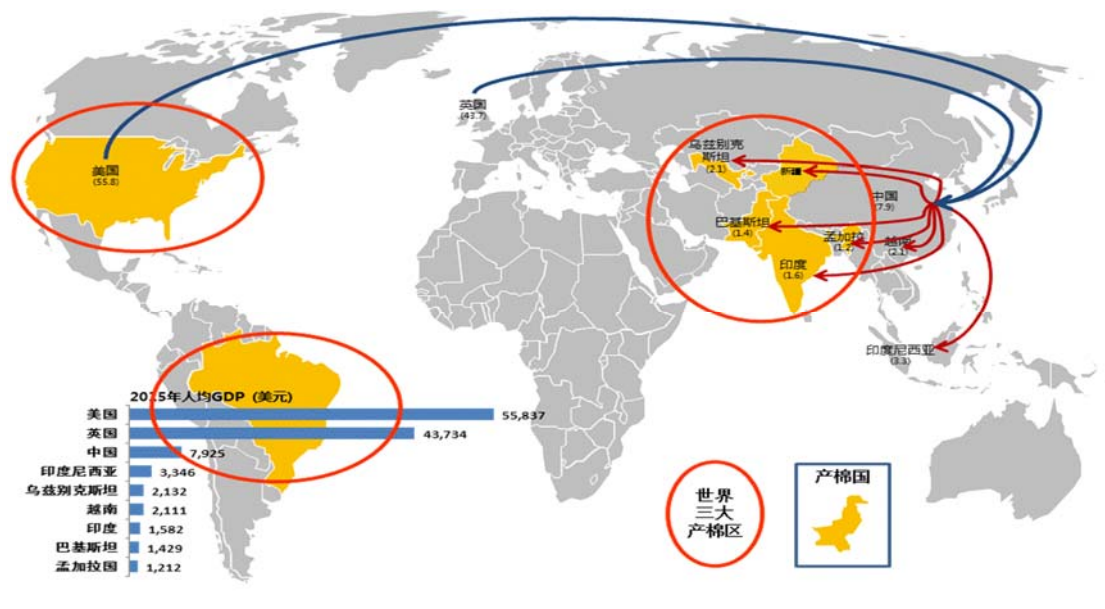 英国
(43.7)
美国
(55.8)
乌兹别克
斯坦
(2.1)
新疆
中国
(7.9)
巴基斯坦
(1.4)
孟加拉
(1.2)
越南
(2.1)
印度
(1.6)
印度尼西亚
(3.3)
2015年人均GDP (美元)
美国 55,837
英国 43,734
中国 7,925
印度尼西亚 3,346
乌兹别克斯坦 2,132
越南 2,111
印度 1,582
巴基斯坦 1,429
孟加拉国 1,212
世界
三大
产棉区
产棉国